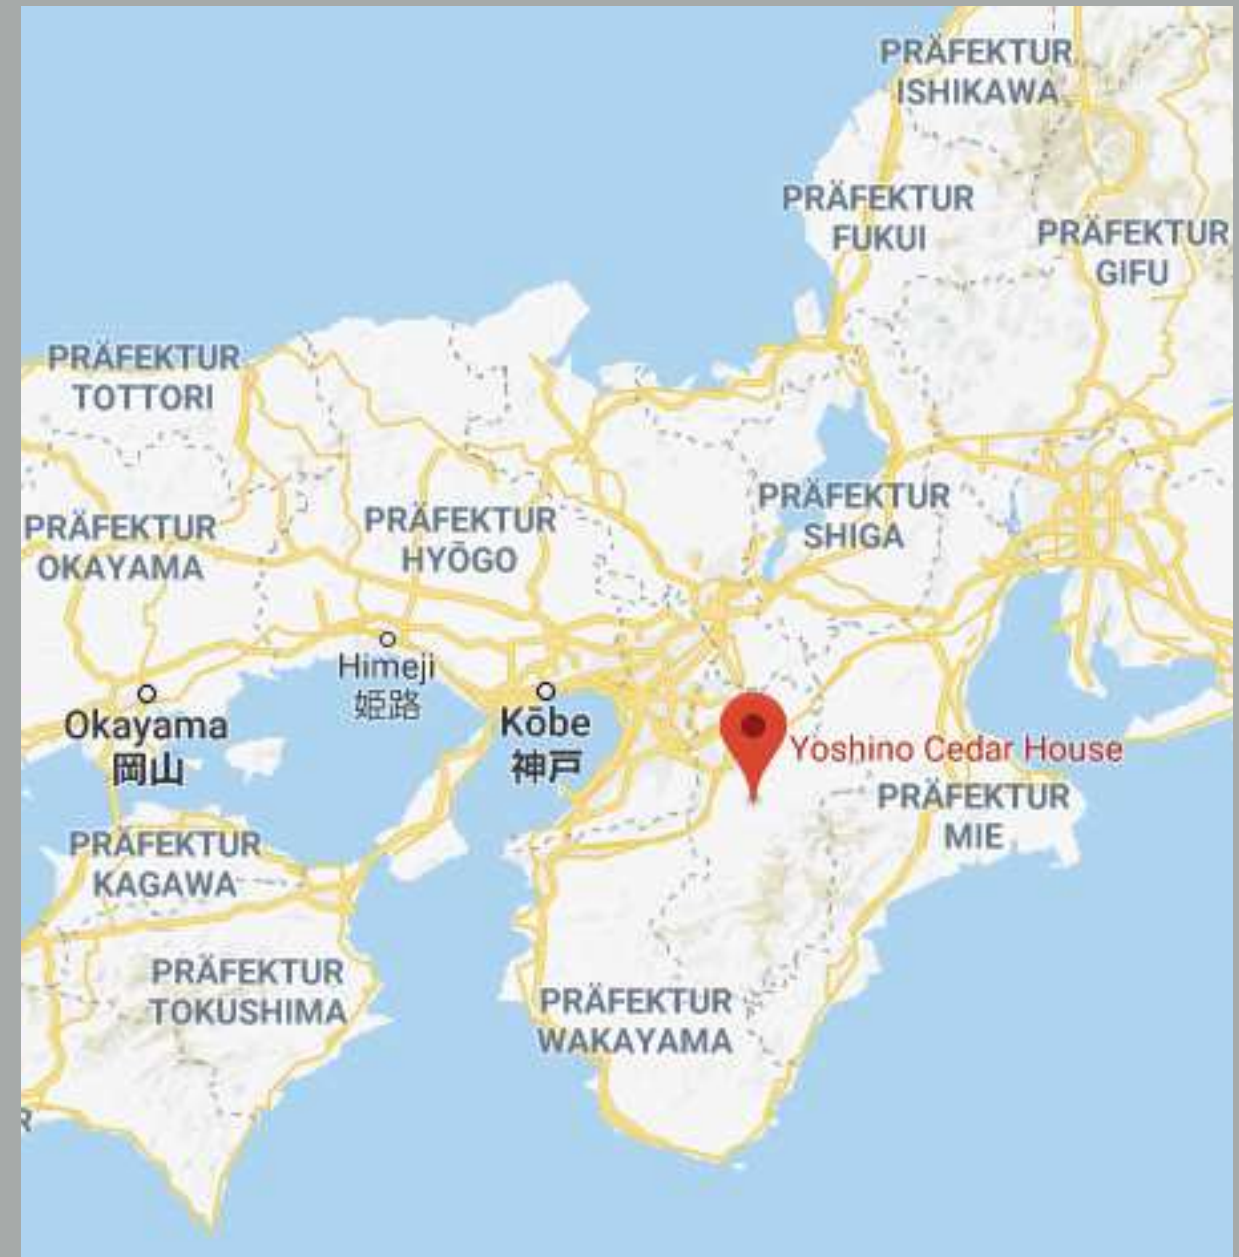 PRÄFEKTUR
ISHIKAWA
PRÄFEKTUR
FUKUI
PRÄFEKTUR
GIFU
PRÄFEKTUR
TOTTORI
PRÄFEKTUR
SHIGA
PRÄFEKTUR
OKAYAMA
PRÄFEKTUR
HYŌGO
Himeji
姫路
Okayama
岡山
Kōbe
神戸
Yoshino Cedar House
PRÄFEKTUR
MIE
PRÄFEKTUR
KAGAWA
PRÄFEKTUR
TOKUSHIMA
PRÄFEKTUR
WAKAYAMA
R